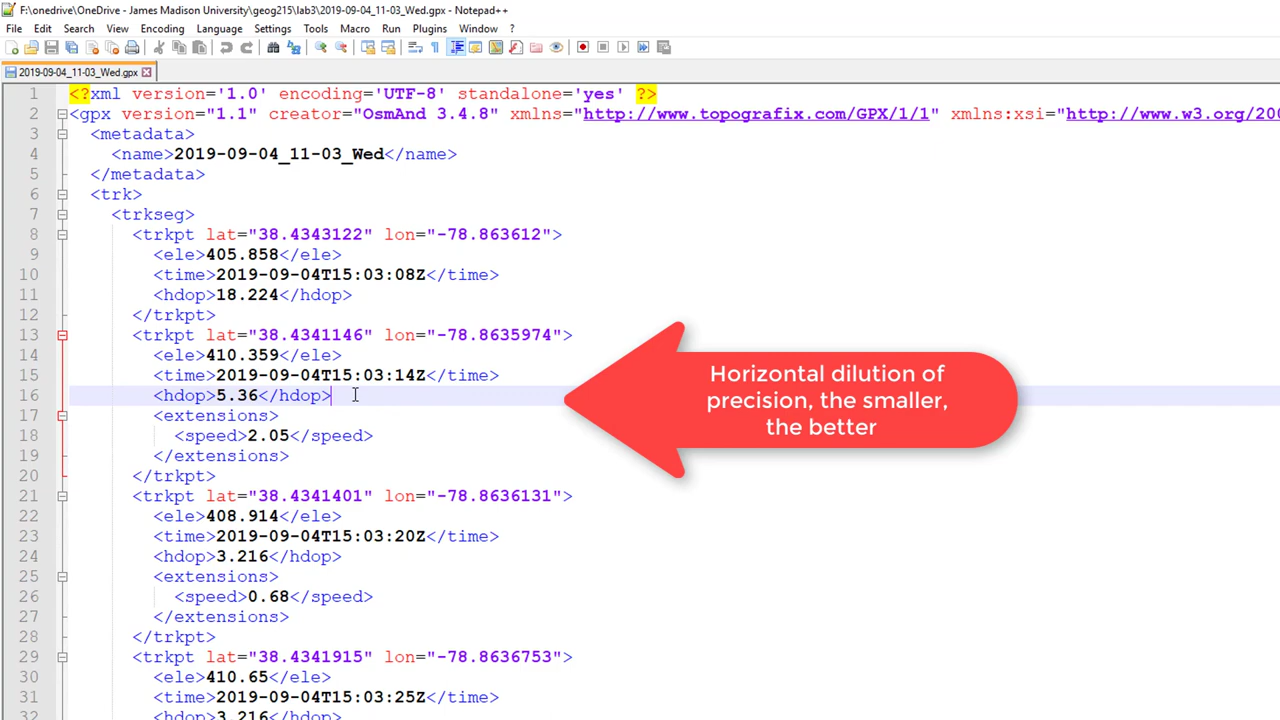 F:\onedrive\OneDrive - James Madison University\geog215\lab3\2019-09-04_11-03_Wed.gpx - Notepad++
File Edit Search View Encoding Language Settings Tools Macro Run Plugins Window ?
2019-09-04_11-03_Wed.gpx
1 <?xml version='1.0' encoding='UTF-8' standalone='yes' ?>
2 <gpx version="1.1" creator="OsmAnd 3.4.8" xmlns="http://www.topografix.com/GPX/1/1" xmlns:xsi="http://www.w3.org/200
3 <metadata>
4 <name>2019-09-04_11-03_Wed</name>
5 </metadata>
6 <trk>
7 <trkseg>
8 <trkpt lat="38.4343122" lon="-78.863612">
9 <ele>405.858</ele>
10 <time>2019-09-04T15:03:08Z</time>
11 <hdop>18.224</hdop>
12 </trkpt>
13 <trkpt lat="38.4341146" lon="-78.8635974">
14 <ele>410.359</ele>
15 <time>2019-09-04T15:03:14Z</time>
16 <hdop>5.36</hdop>
17 <extensions>
18 <speed>2.05</speed>
19 </extensions>
20 </trkpt>
21 <trkpt lat="38.4341401" lon="-78.8636131">
22 <ele>408.914</ele>
23 <time>2019-09-04T15:03:20Z</time>
24 <hdop>3.216</hdop>
25 <extensions>
26 <speed>0.68</speed>
27 </extensions>
28 </trkpt>
29 <trkpt lat="38.4341915" lon="-78.8636753">
30 <ele>410.65</ele>
31 <time>2019-09-04T15:03:25Z</time>
32 <hdop>3.216</hdop>
Horizontal dilution of
precision, the smaller,
the better